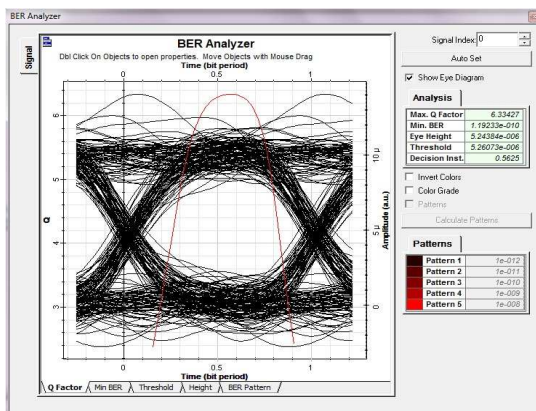 BER Analyzer
Signal
BER Analyzer
Dbl Click On Objects to open properties. Move Objects with Mouse Drag
Time (bit period)
0 0.5 1
Q
6
5
4
3
Amplitude (a.u.)
10 µ
5 µ
0
0 0.5 1
Time (bit period)
Q Factor Min BER Threshold Height BER Pattern
Signal Index: 0
Auto Set
Show Eye Diagram
Analysis
Max. Q Factor 6.33427
Min. BER 1.19233e-010
Eye Height 5.24384e-006
Threshold 5.26073e-006
Decision Inst. 0.5625
Invert Colors
Color Grade
Patterns
Calculate Patterns
Patterns
Pattern 1 1e-012
Pattern 2 1e-011
Pattern 3 1e-010
Pattern 4 1e-009
Pattern 5 1e-008